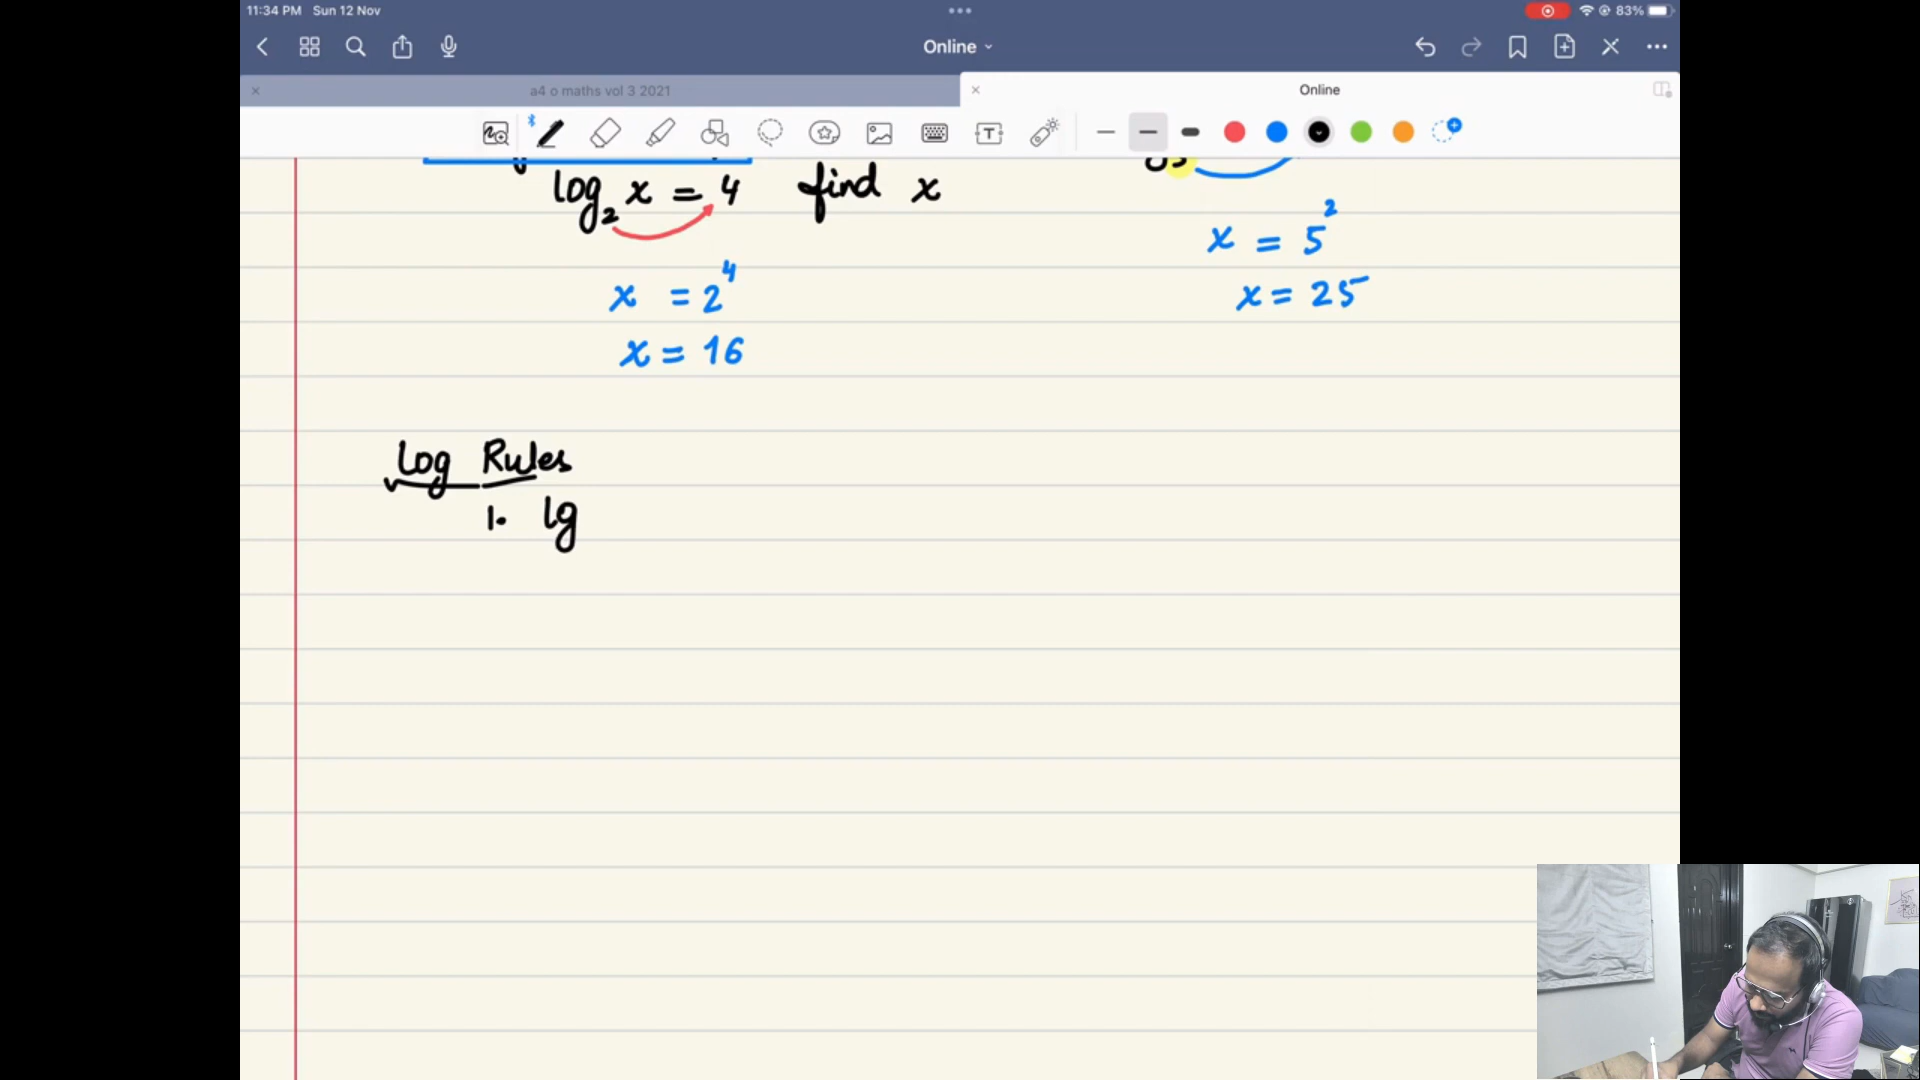 11:34 PM Sun 12 Nov
83%
Online
a4 o maths vol 3 2021
Online
log₂ x = 4 find x
x = 2⁴
x = 16
x = 5²
x = 25
Log Rules
1. lg